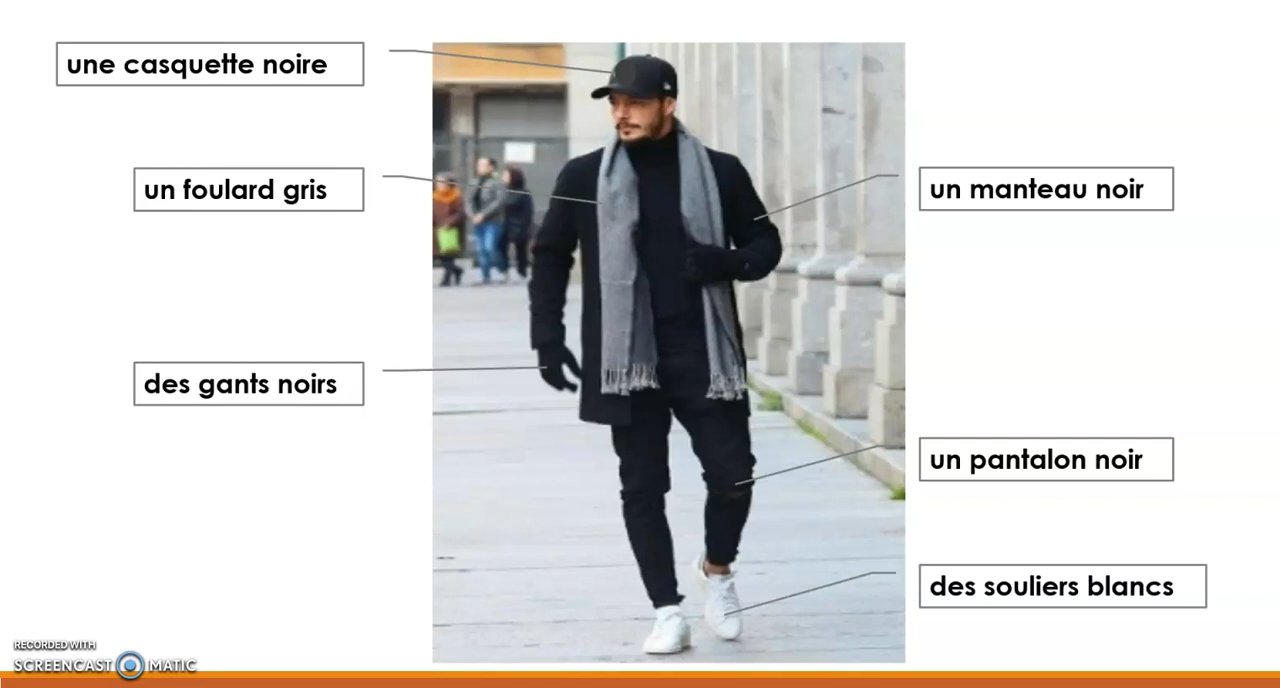 une casquette noire
un foulard gris
un manteau noir
des gants noirs
un pantalon noir
des souliers blancs
RECORDED WITH
SCREENCAST MATIC